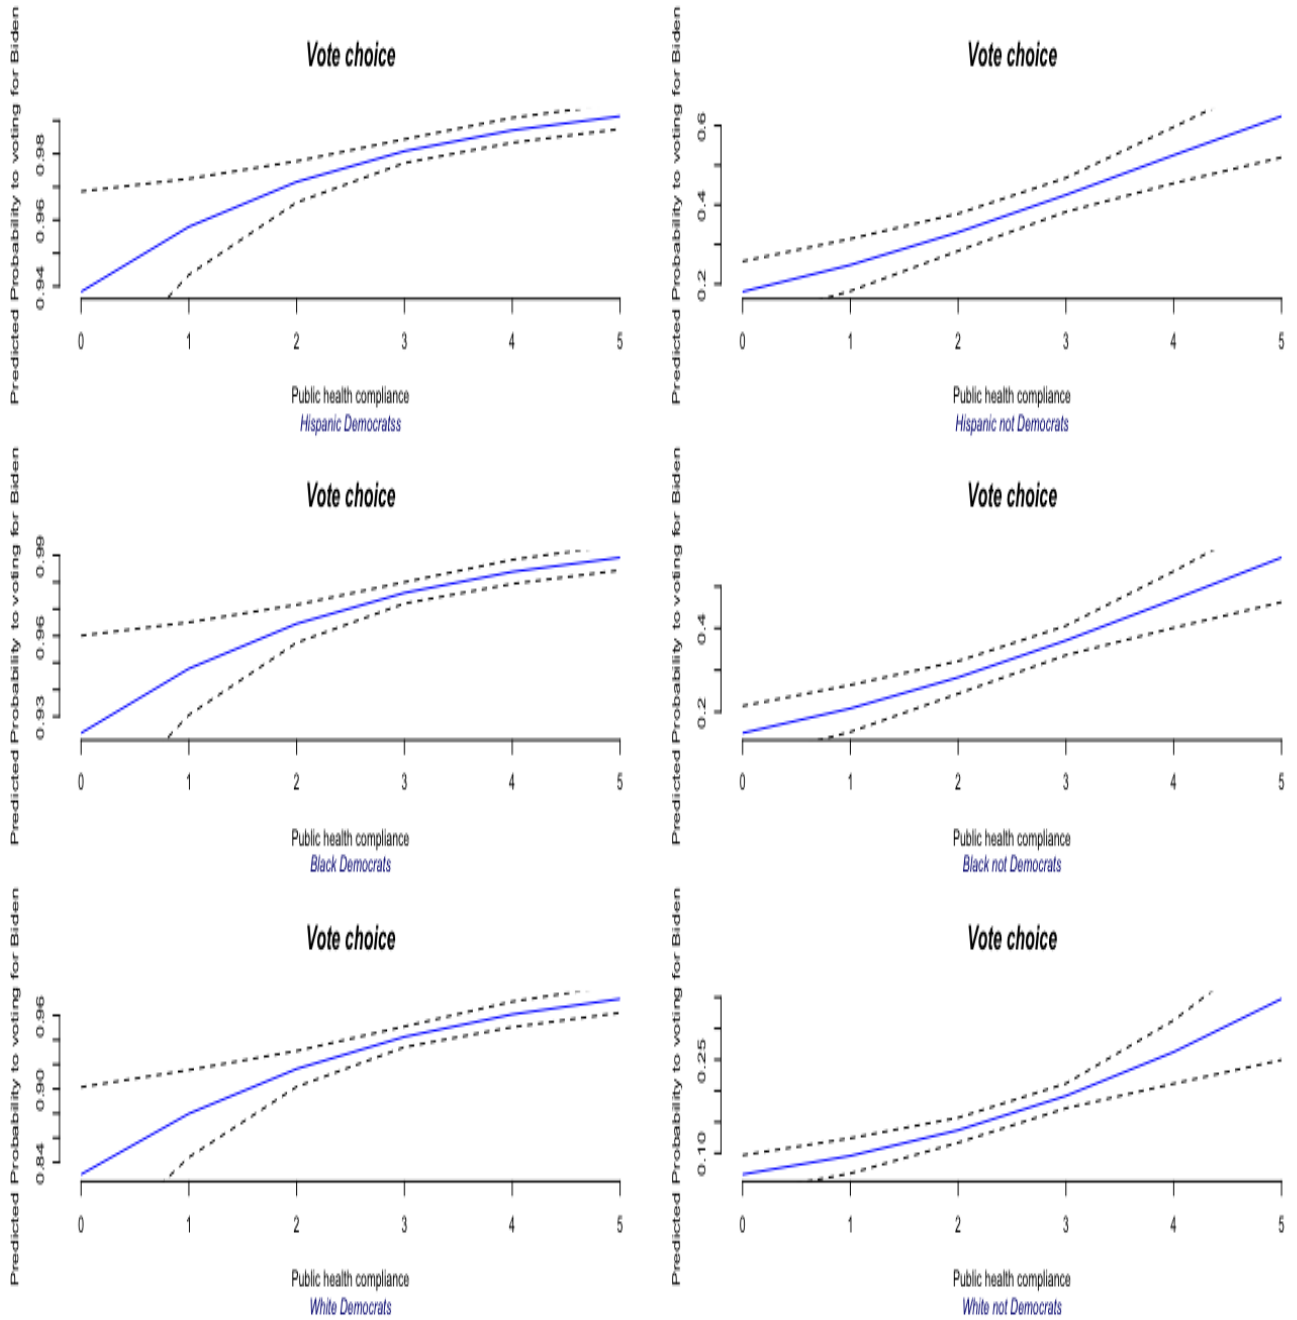 Vote choice
Predicted Probability to voting for Biden
0.98
0.96
0.94
0 1 2 3 4 5
Public health compliance
Hispanic Democratss
Vote choice
Predicted Probability to voting for Biden
0.6
0.4
0.2
0 1 2 3 4 5
Public health compliance
Hispanic not Democrats
Vote choice
Predicted Probability to voting for Biden
0.99
0.96
0.93
0 1 2 3 4 5
Public health compliance
Black Democrats
Vote choice
Predicted Probability to voting for Biden
0.4
0.2
0 1 2 3 4 5
Public health compliance
Black not Democrats
Vote choice
Predicted Probability to voting for Biden
0.96
0.90
0.84
0 1 2 3 4 5
Public health compliance
White Democrats
Vote choice
Predicted Probability to voting for Biden
0.25
0.10
0 1 2 3 4 5
Public health compliance
White not Democrats